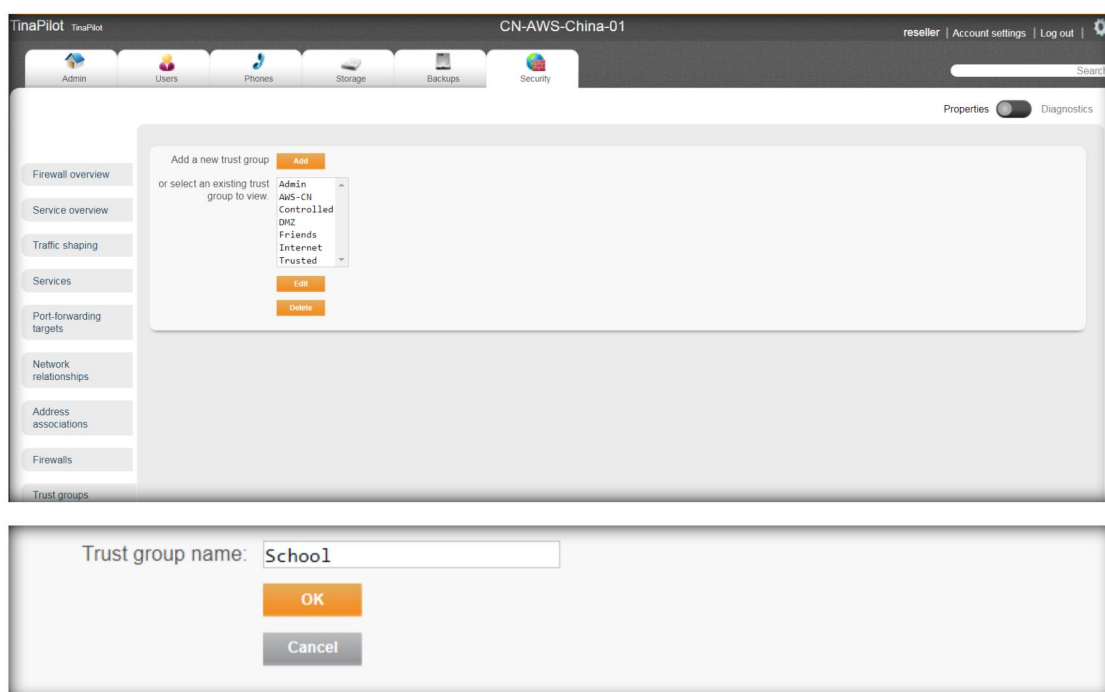 TinaPilot TinaPilot
CN-AWS-China-01
reseller | Account settings | Log out |
Admin
Users
Phones
Storage
Backups
Security
Search
Properties
Diagnostics
Firewall overview
Service overview
Traffic shaping
Services
Port-forwarding
targets
Network
relationships
Address
associations
Firewalls
Trust groups
Add a new trust group
Add
or select an existing trust
group to view.
Admin
AWS-CN
Controlled
DMZ
Friends
Internet
Trusted
Edit
Delete
Trust group name:
School
OK
Cancel